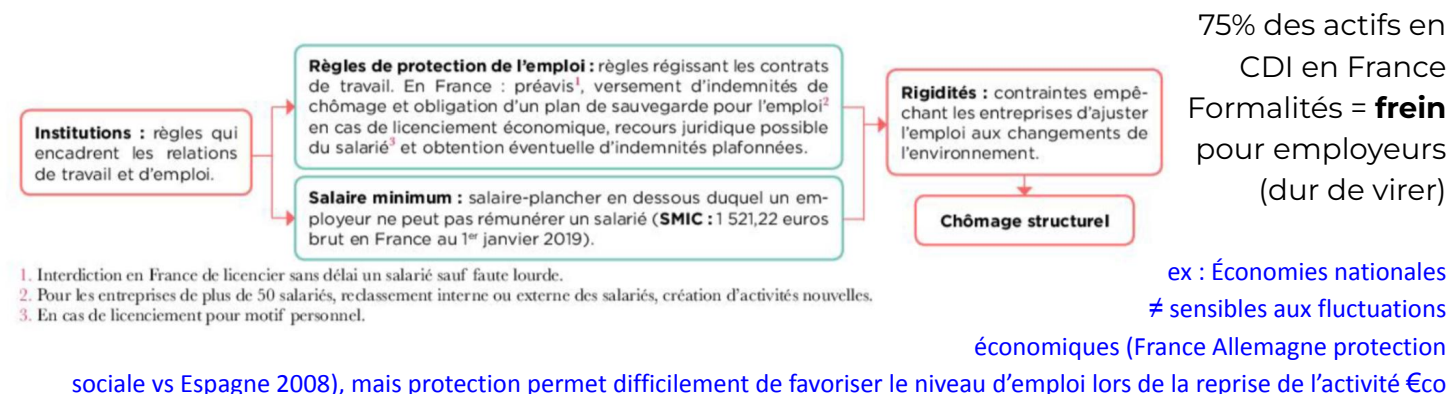 Institutions : règles qui
encadrent les relations
de travail et d'emploi.
Règles de protection de l'emploi : règles régissant les contrats
de travail. En France : préavis¹, versement d'indemnités de
chômage et obligation d'un plan de sauvegarde pour l'emploi²
en cas de licenciement économique, recours juridique possible
du salarié³ et obtention éventuelle d'indemnités plafonnées.
Salaire minimum : salaire-plancher en dessous duquel un em-
ployeur ne peut pas rémunérer un salarié (SMIC : 1 521,22 euros
brut en France au 1er janvier 2019).
Rigidités : contraintes empê-
chant les entreprises d'ajuster
l'emploi aux changements de
l'environnement.
Chômage structurel
75% des actifs en
CDI en France
Formalités = frein
pour employeurs
(dur de virer)
1. Interdiction en France de licencier sans délai un salarié sauf faute lourde.
2. Pour les entreprises de plus de 50 salariés, reclassement interne ou externe des salariés, création d'activités nouvelles.
3. En cas de licenciement pour motif personnel.
ex : Économies nationales
≠ sensibles aux fluctuations
économiques (France Allemagne protection
sociale vs Espagne 2008), mais protection permet difficilement de favoriser le niveau d'emploi lors de la reprise de l'activité €co